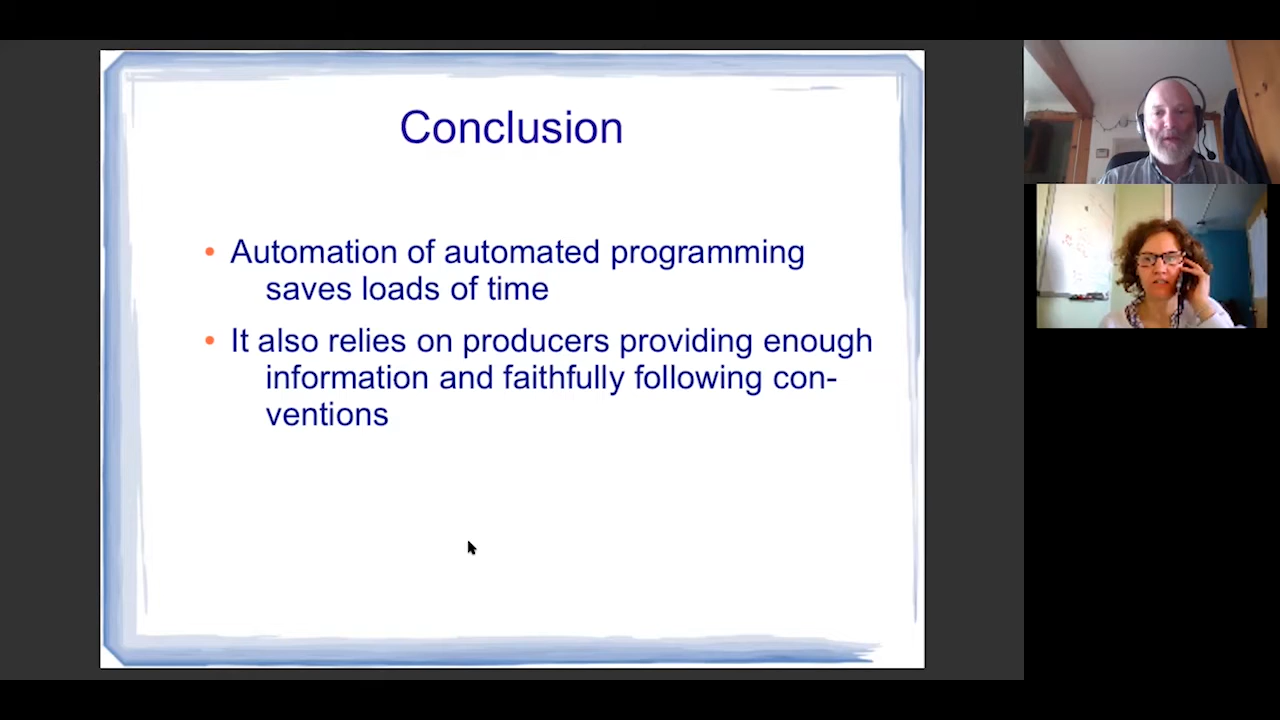 Conclusion
• Automation of automated programming
saves loads of time
• It also relies on producers providing enough
information and faithfully following con-
ventions